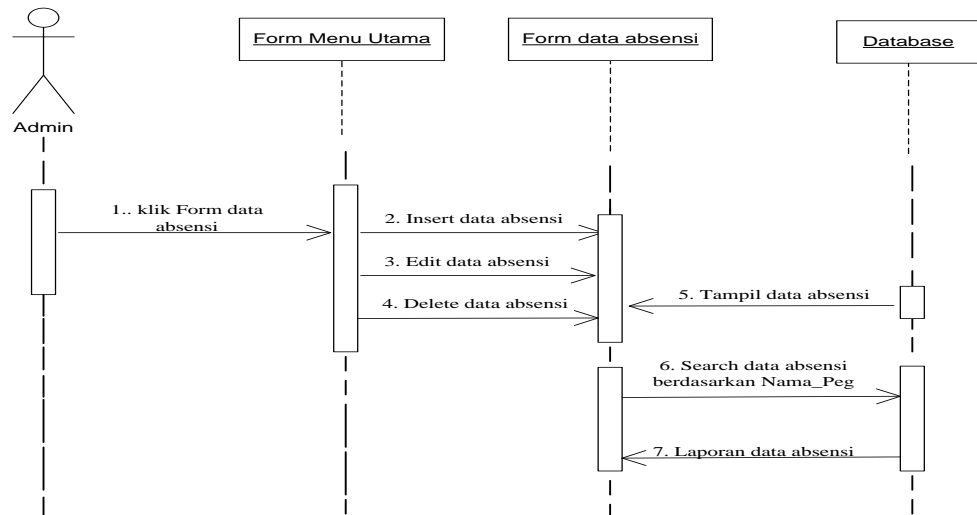 Form Menu Utama
Form data absensi
Database
Admin
1.. klik Form data
absensi
2. Insert data absensi
3. Edit data absensi
4. Delete data absensi
5. Tampil data absensi
6. Search data absensi
berdasarkan Nama_Peg
7. Laporan data absensi